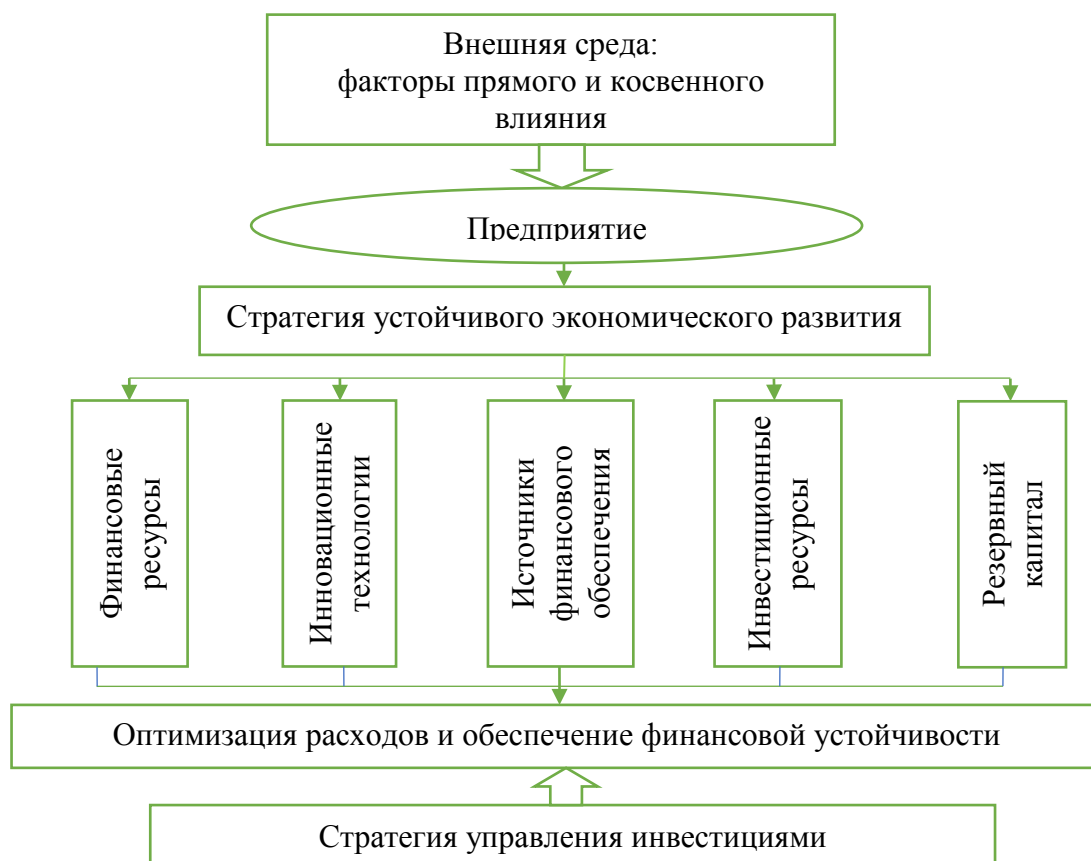 Внешняя среда:
факторы прямого и косвенного
влияния
Предприятие
Стратегия устойчивого экономического развития
Финансовые
ресурсы
Инновационные
технологии
Источники
финансового
обеспечения
Инвестиционные
ресурсы
Резервный
капитал
Оптимизация расходов и обеспечение финансовой устойчивости
Стратегия управления инвестициями